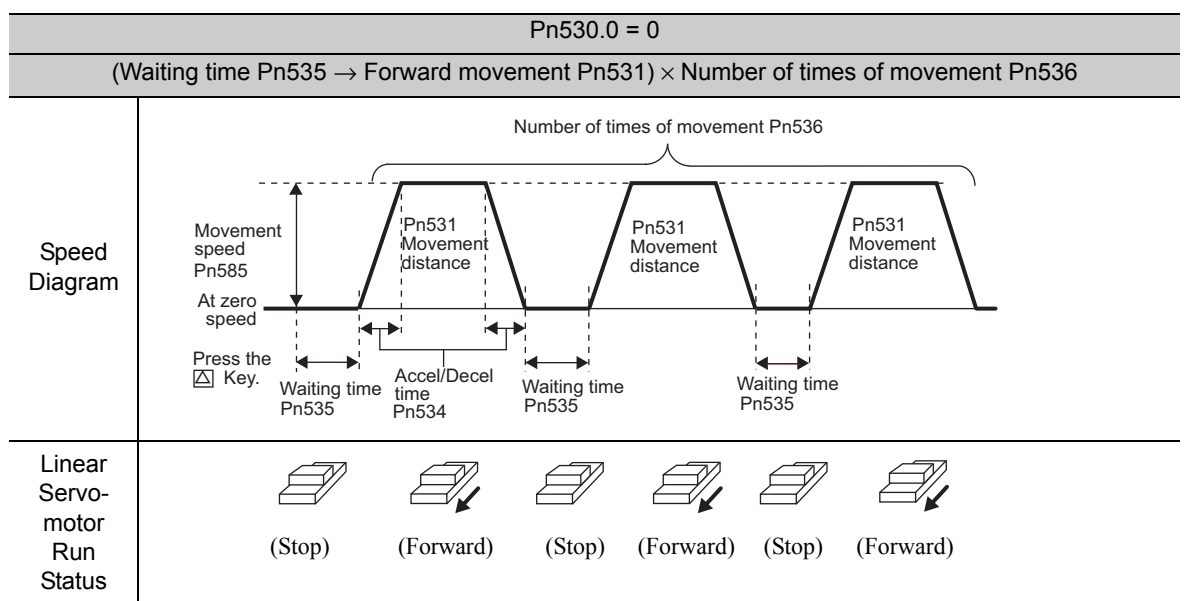 Pn530.0 = 0
(Waiting time Pn535 → Forward movement Pn531) × Number of times of movement Pn536
Speed
Diagram
Number of times of movement Pn536
Movement
speed
Pn585
Pn531
Movement
distance
Pn531
Movement
distance
Pn531
Movement
distance
At zero
speed
Press the
△ Key.
Waiting time
Pn535
Accel/Decel
time
Pn534
Waiting time
Pn535
Waiting time
Pn535
Linear
Servo-
motor
Run
Status
(Stop) (Forward) (Stop) (Forward) (Stop) (Forward)